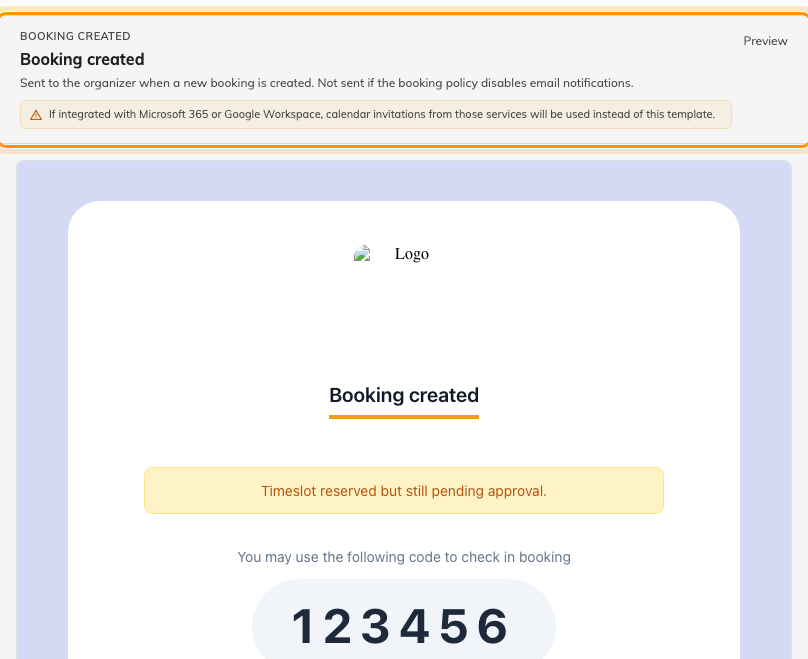 BOOKING CREATED
Preview
Booking created
Sent to the organizer when a new booking is created. Not sent if the booking policy disables email notifications.
If integrated with Microsoft 365 or Google Workspace, calendar invitations from those services will be used instead of this template.
Logo
Booking created
Timeslot reserved but still pending approval.
You may use the following code to check in booking
123456